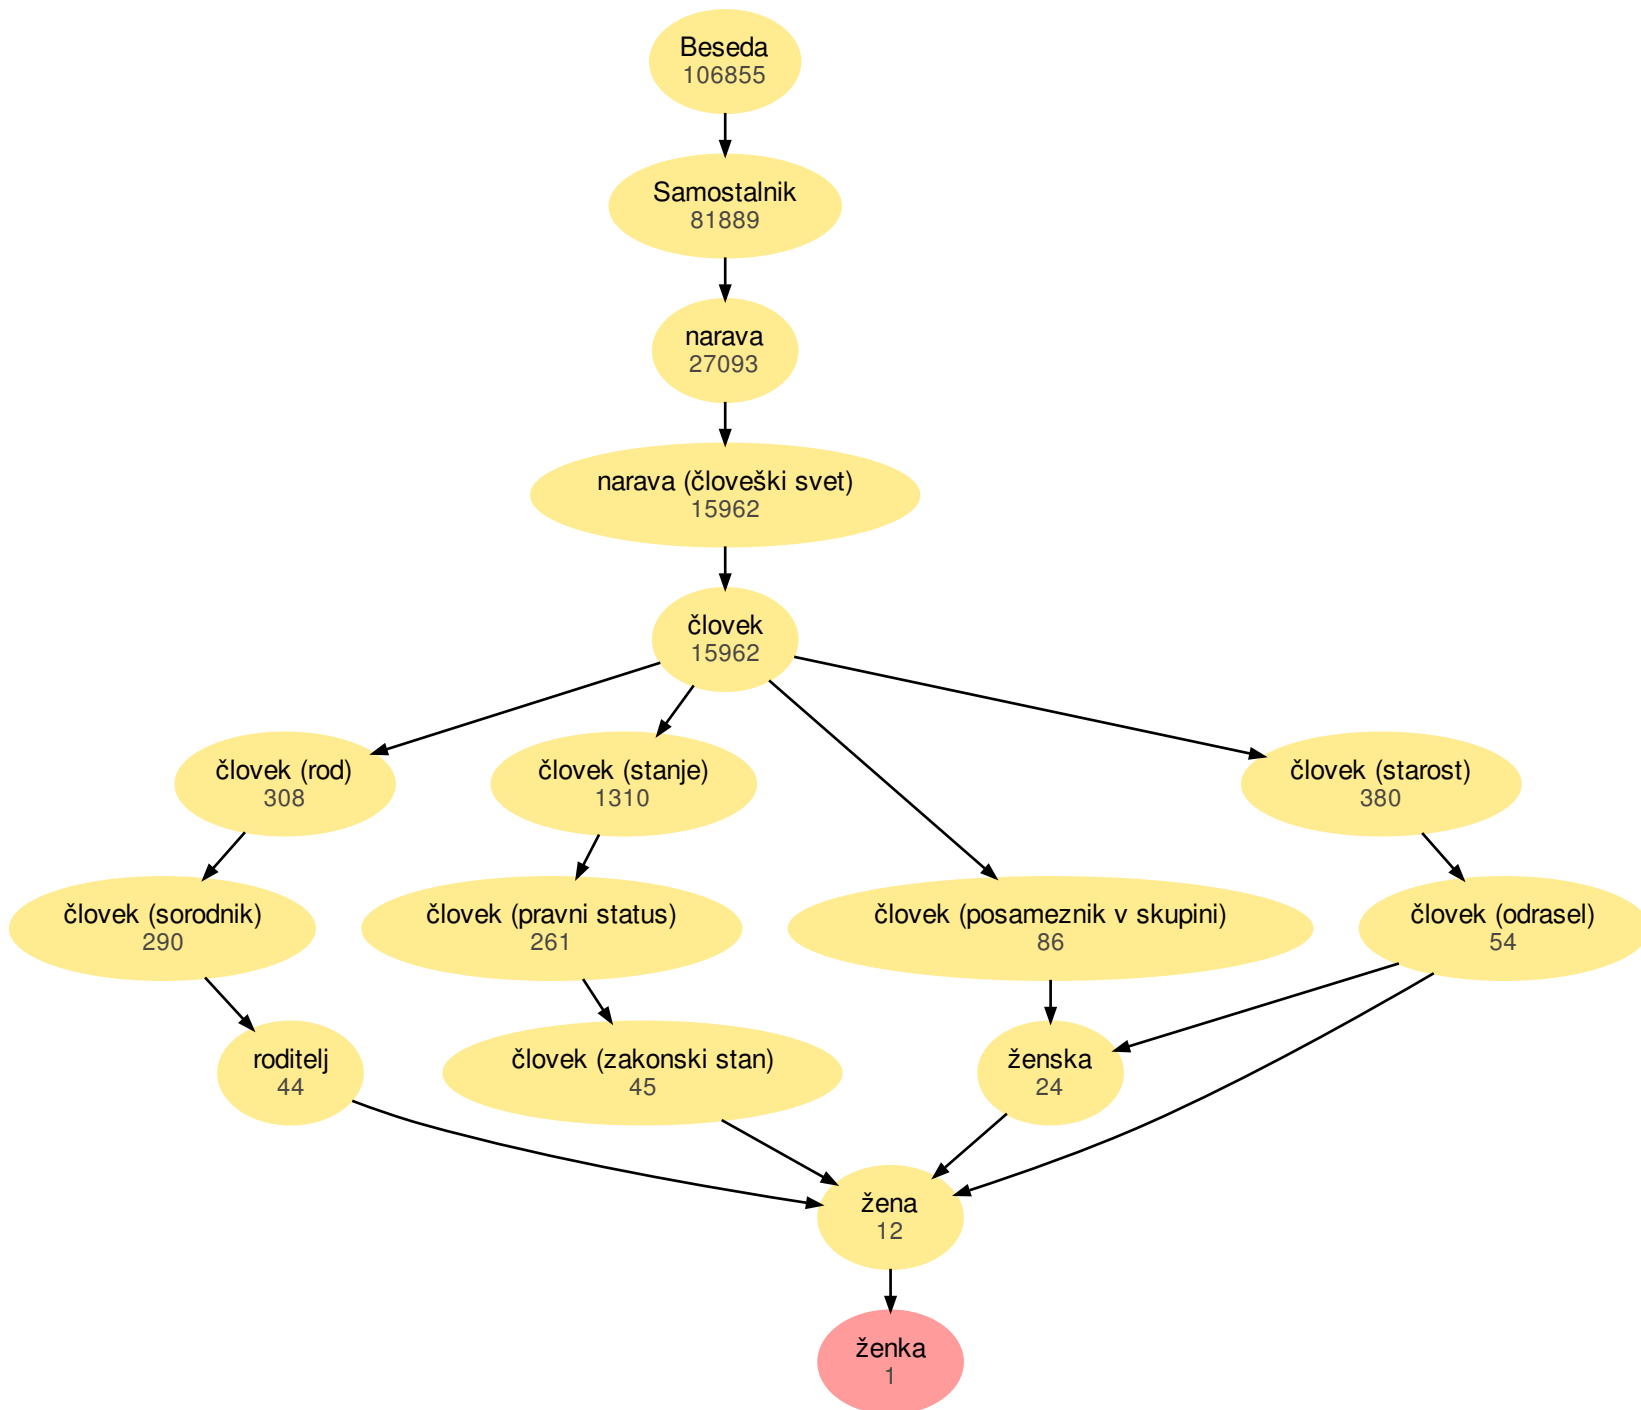 Beseda
106855
Samostalnik
81889
narava
27093
narava (človeški svet)
15962
človek
15962
človek (rod)
308
človek (stanje)
1310
človek (starost)
380
človek (sorodnik)
290
človek (pravni status)
261
človek (posameznik v skupini)
86
človek (odrasel)
54
roditelj
44
človek (zakonski stan)
45
ženska
24
žena
12
ženka
1